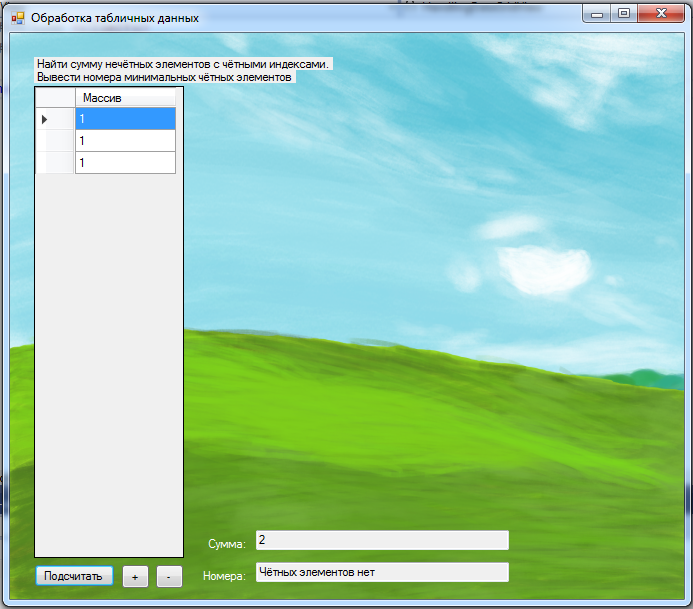 Обработка табличных данных
Найти сумму нечётных элементов с чётными индексами.
Вывести номера минимальных чётных элементов
Массив
1
1
1
Сумма: 2
Номера: Чётных элементов нет
Подсчитать + -